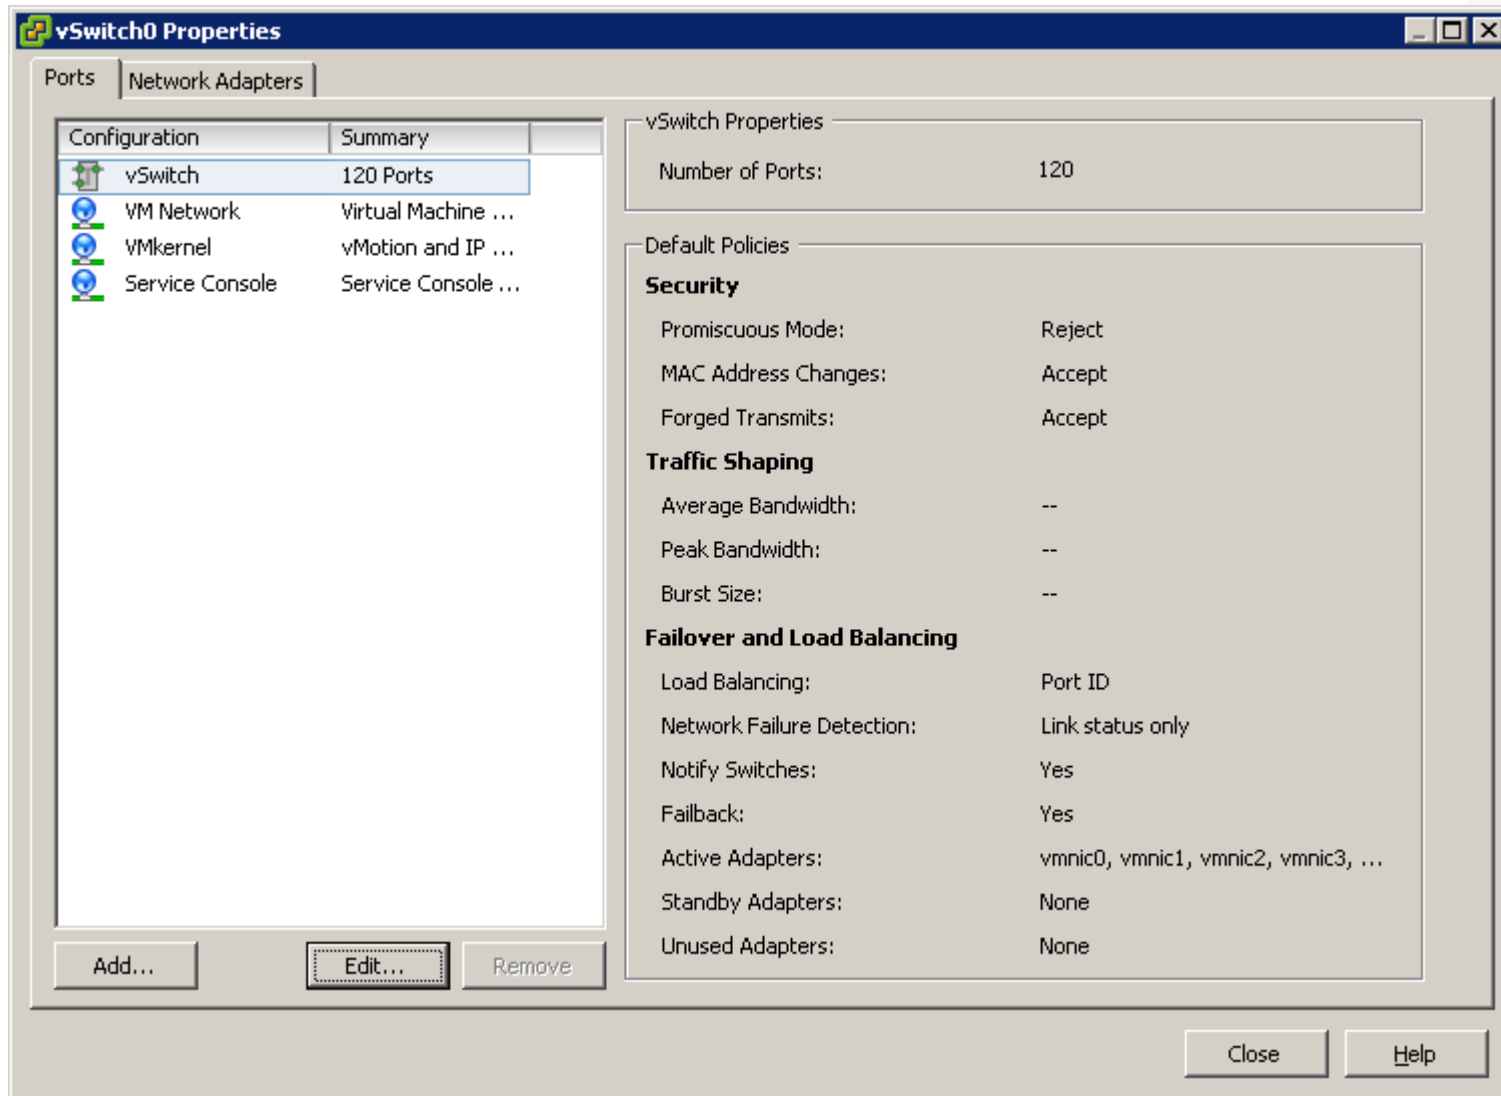 vSwitch0 Properties
Ports
Network Adapters
Configuration Summary
vSwitch 120 Ports
VM Network Virtual Machine ...
VMkernel vMotion and IP ...
Service Console Service Console ...
Add...
Edit...
Remove
vSwitch Properties
Number of Ports: 120
Default Policies
Security
Promiscuous Mode: Reject
MAC Address Changes: Accept
Forged Transmits: Accept
Traffic Shaping
Average Bandwidth: --
Peak Bandwidth: --
Burst Size: --
Failover and Load Balancing
Load Balancing: Port ID
Network Failure Detection: Link status only
Notify Switches: Yes
Failback: Yes
Active Adapters: vmnic0, vmnic1, vmnic2, vmnic3, ...
Standby Adapters: None
Unused Adapters: None
Close
Help